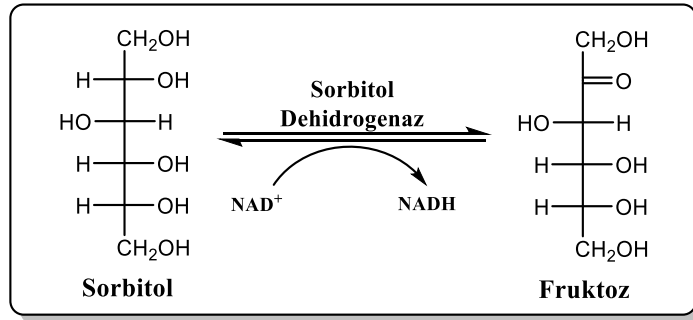 CH₂OH
H OH
HO H
H OH
H OH
CH₂OH
Sorbitol
Sorbitol
Dehidrogenaz
NAD⁺ NADH
CH₂OH
O
HO H
H OH
H OH
CH₂OH
Fruktoz